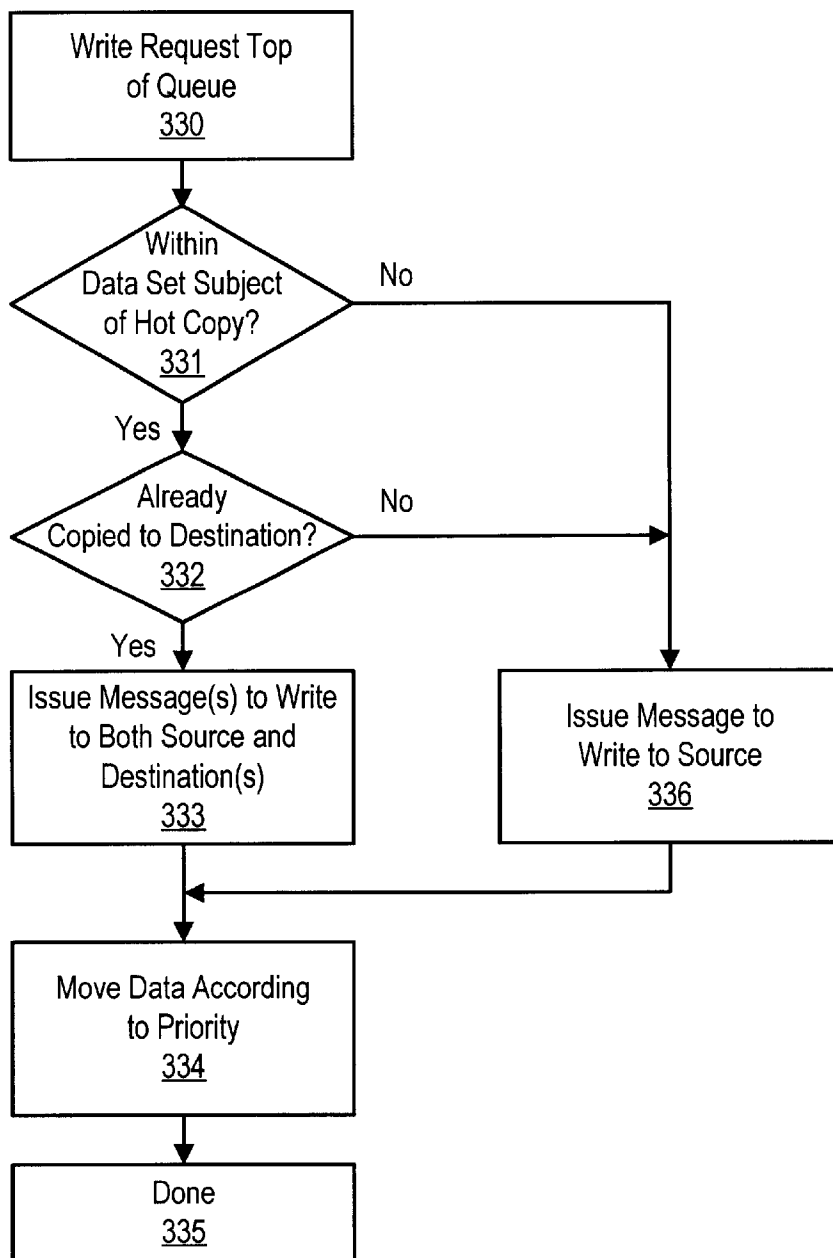 Write Request Top
of Queue
330
Within
Data Set Subject
of Hot Copy?
331
No
Yes
Already
Copied to Destination?
332
No
Yes
Issue Message(s) to Write
to Both Source and
Destination(s)
333
Issue Message to
Write to Source
336
Move Data According
to Priority
334
Done
335